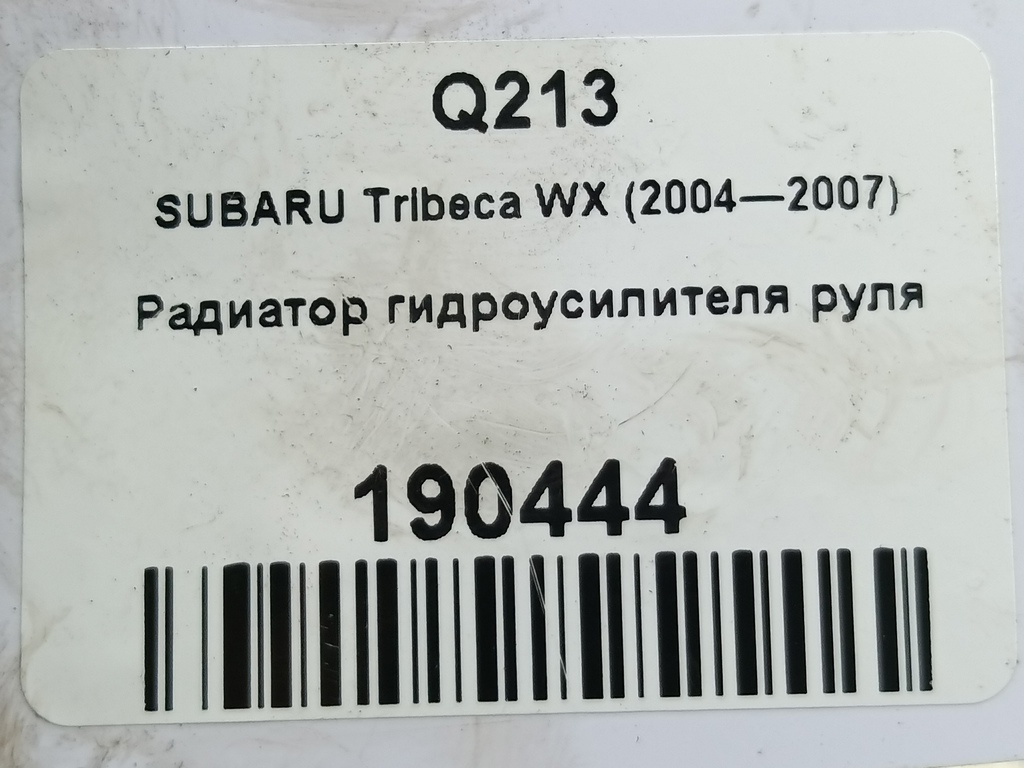 Q213
SUBARU Tribeca WX (2004—2007)
Радиатор гидроусилителя руля
190444